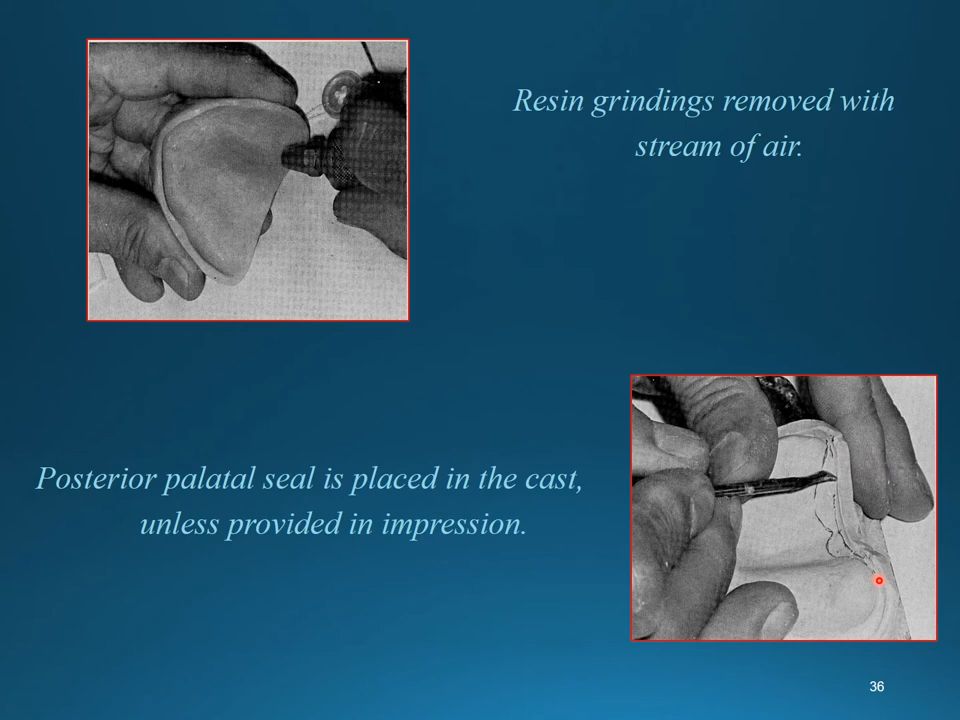 Resin grindings removed with
stream of air.
Posterior palatal seal is placed in the cast,
unless provided in impression.
36